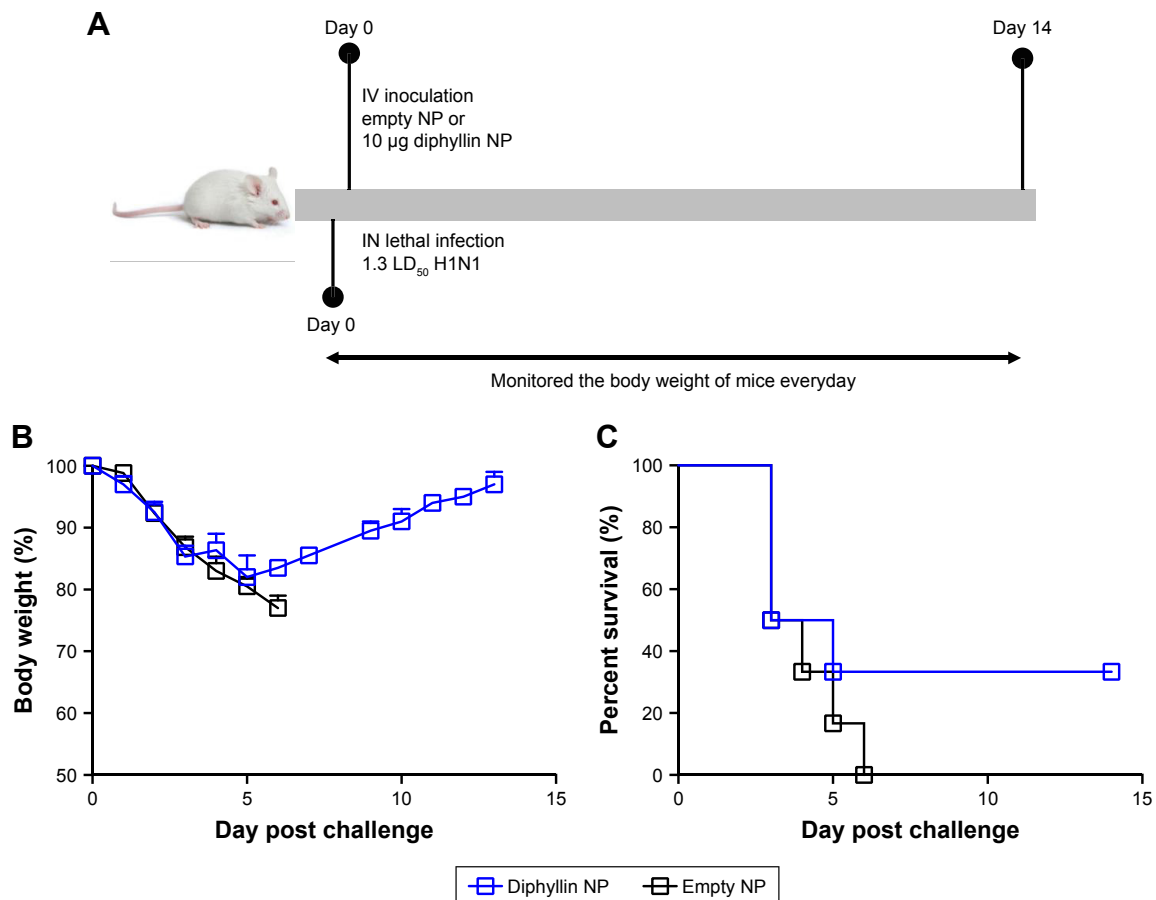 A
Day 0
Day 14
IV inoculation
empty NP or
10 µg diphyllin NP
IN lethal infection
1.3 LD50 H1N1
Day 0
Monitored the body weight of mice everyday
B
Body weight (%)
100
90
80
70
60
50
0
5
10
15
Day post challenge
C
Percent survival (%)
100
80
60
40
20
0
0
5
10
15
Day post challenge
Diphyllin NP
Empty NP